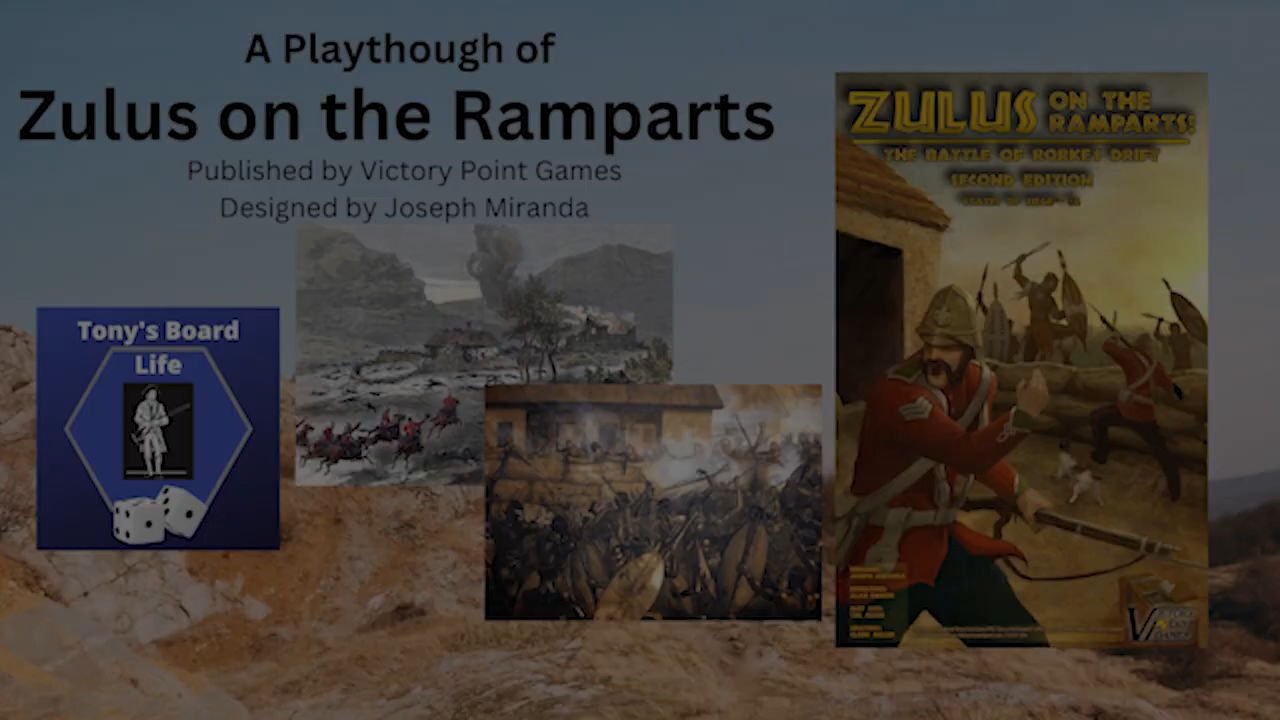 A Playthough of
Zulus on the Ramparts
Published by Victory Point Games
Designed by Joseph Miranda
Tony's Board
Life
ZULUS ON THE
RAMPARTS!
THE BATTLE OF RORKE'S DRIFT
SECOND EDITION